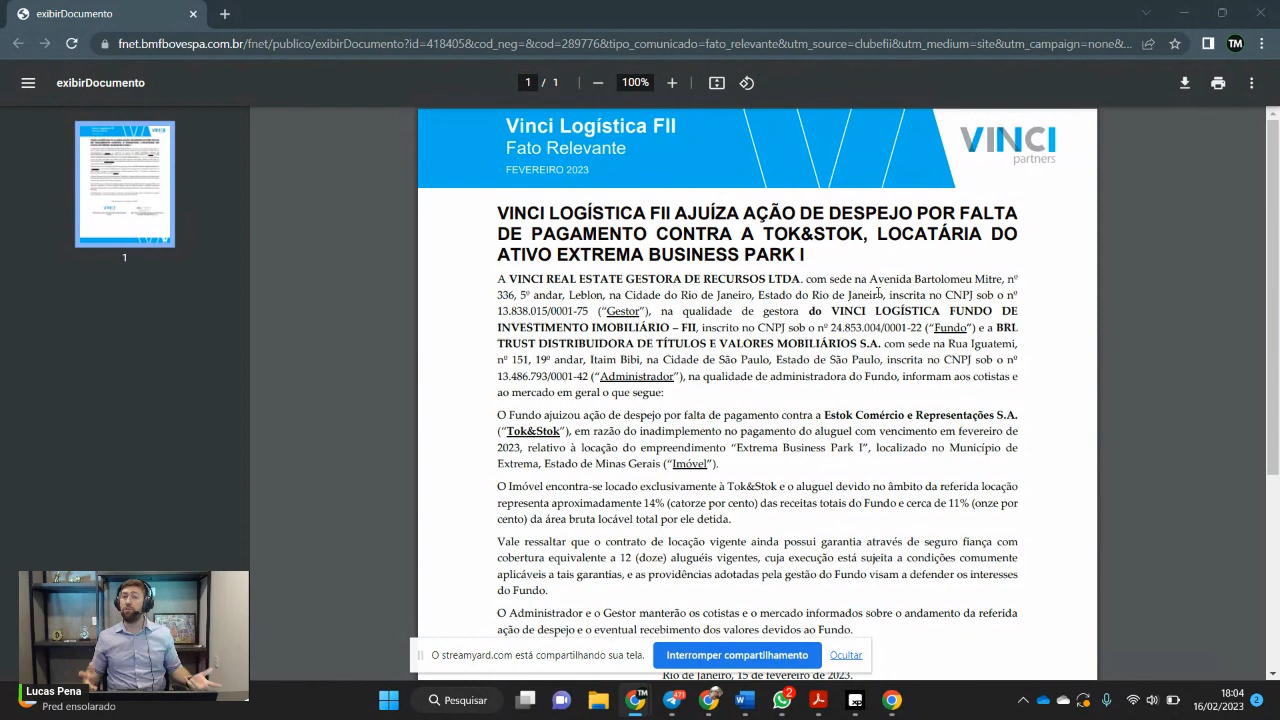 exibirDocumento
fnet.bmfbovespa.com.br/fnet/publico/exibirDocumento?id=418405&cod_neg=&cod=289776&tipo_comunicado=fato_relevante&utm_source=clubefii&utm_medium=site&utm_campaign=none&...
TM
exibirDocumento
1 / 1
100%
Vinci Logística FII
Fato Relevante
FEVEREIRO 2023
VINCI
partners
VINCI LOGÍSTICA FII AJUÍZA AÇÃO DE DESPEJO POR FALTA
DE PAGAMENTO CONTRA A TOK&STOK, LOCATÁRIA DO
ATIVO EXTREMA BUSINESS PARK I
A VINCI REAL ESTATE GESTORA DE RECURSOS LTDA. com sede na Avenida Bartolomeu Mitre, nº
336, 5º andar, Leblon, na Cidade do Rio de Janeiro, Estado do Rio de Janeiro, inscrita no CNPJ sob o nº
13.838.015/0001-75 (“Gestor”), na qualidade de gestora do VINCI LOGÍSTICA FUNDO DE
INVESTIMENTO IMOBILIÁRIO – FII, inscrito no CNPJ sob o nº 24.853.004/0001-22 (“Fundo”) e a BRL
TRUST DISTRIBUIDORA DE TÍTULOS E VALORES MOBILIÁRIOS S.A. com sede na Rua Iguatemi,
nº 151, 19º andar, Itaim Bibi, na Cidade de São Paulo, Estado de São Paulo, inscrita no CNPJ sob o nº
13.486.793/0001-42 (“Administrador”), na qualidade de administradora do Fundo, informam aos cotistas e
ao mercado em geral o que segue:
O Fundo ajuizou ação de despejo por falta de pagamento contra a Estok Comércio e Representações S.A.
(“Tok&Stok”), em razão do inadimplemento no pagamento do aluguel com vencimento em fevereiro de
2023, relativo à locação do empreendimento “Extrema Business Park I”, localizado no Município de
Extrema, Estado de Minas Gerais (“Imóvel”).
O Imóvel encontra-se locado exclusivamente à Tok&Stok e o aluguel devido no âmbito da referida locação
representa aproximadamente 14% (catorze por cento) das receitas totais do Fundo e cerca de 11% (onze por
cento) da área bruta locável total por ele detida.
Vale ressaltar que o contrato de locação vigente ainda possui garantia através de seguro fiança com
cobertura equivalente a 12 (doze) aluguéis vigentes, cuja execução está sujeita a condições comumente
aplicáveis a tais garantias, e as providências adotadas pela gestão do Fundo visam a defender os interesses
do Fundo.
O Administrador e o Gestor manterão os cotistas e o mercado informados sobre o andamento da referida
ação de despejo e o eventual recebimento dos valores devidos ao Fundo.
Rio de Janeiro, 15 de fevereiro de 2023.
1
O streamyard.com está compartilhando sua tela.
Interromper compartilhamento
Ocultar
Lucas Pena
Pred ensolarado
Pesquisar
TM
471
2
xp
18:04
16/02/2023
2